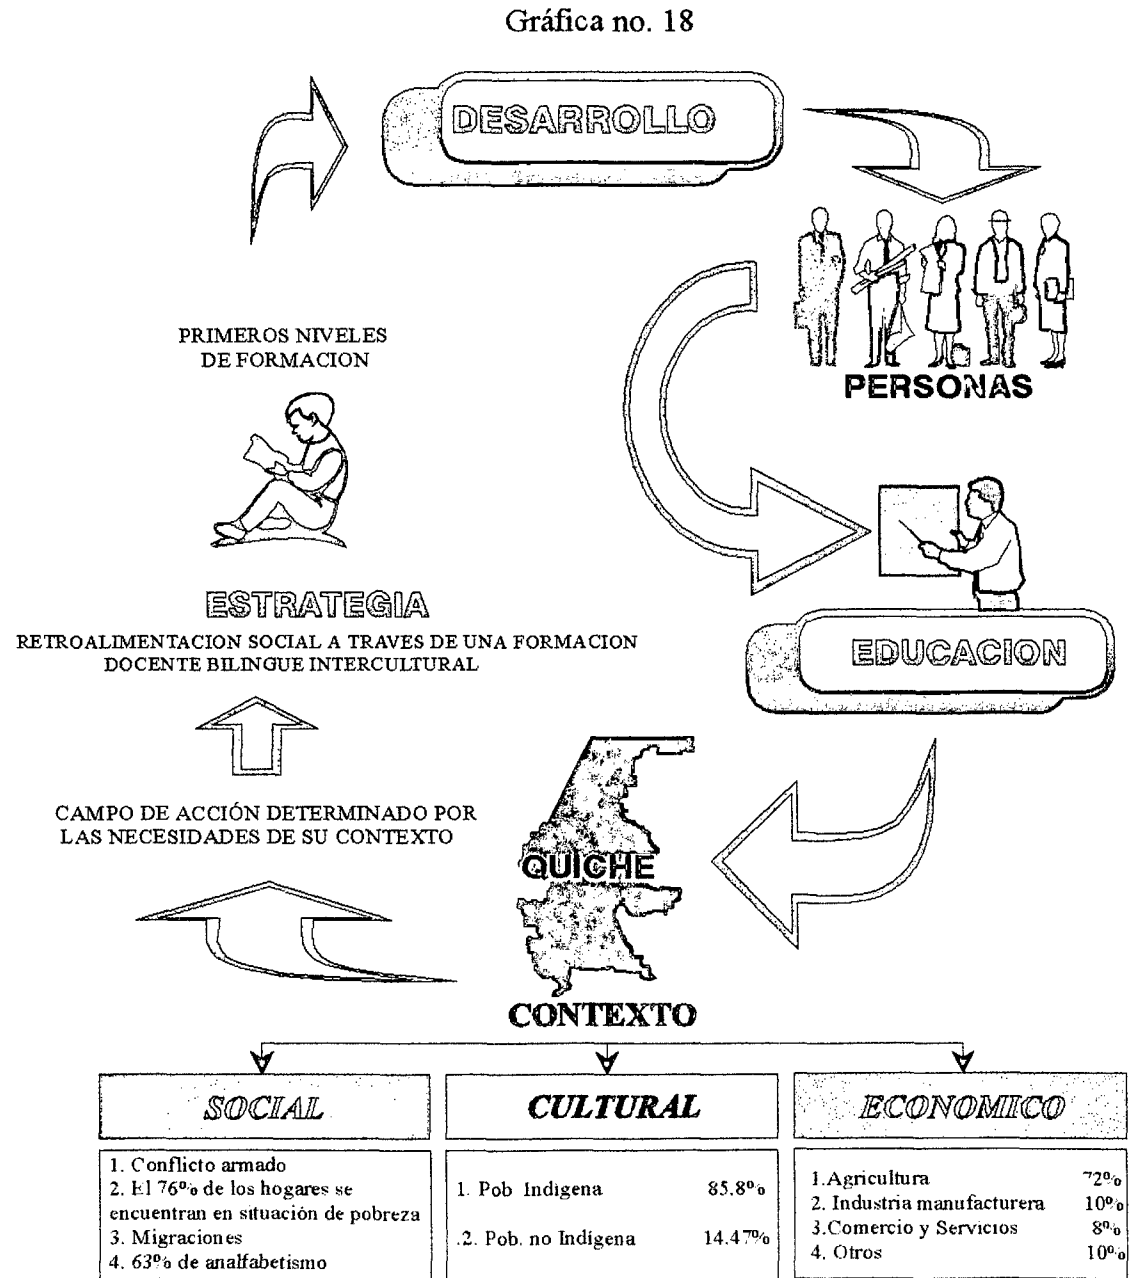 Gráfica no. 18
DESARROLLO
PERSONAS
PRIMEROS NIVELES
DE FORMACION
EDUCACION
ESTRATEGIA
RETROALIMENTACION SOCIAL A TRAVES DE UNA FORMACION
DOCENTE BILINGUE INTERCULTURAL
CAMPO DE ACCIÓN DETERMINADO POR
LAS NECESIDADES DE SU CONTEXTO
QUICHE
CONTEXTO
SOCIAL
1. Conflicto armado
2. El 76% de los hogares se
encuentran en situación de pobreza
3. Migraciones
4. 63% de analfabetismo
CULTURAL
1. Pob Indigena 85.8%
.2. Pob. no Indígena 14.47%
ECONOMICO
1.Agricultura 72%
2. Industria manufacturera 10%
3.Comercio y Servicios 8%
4. Otros 10%